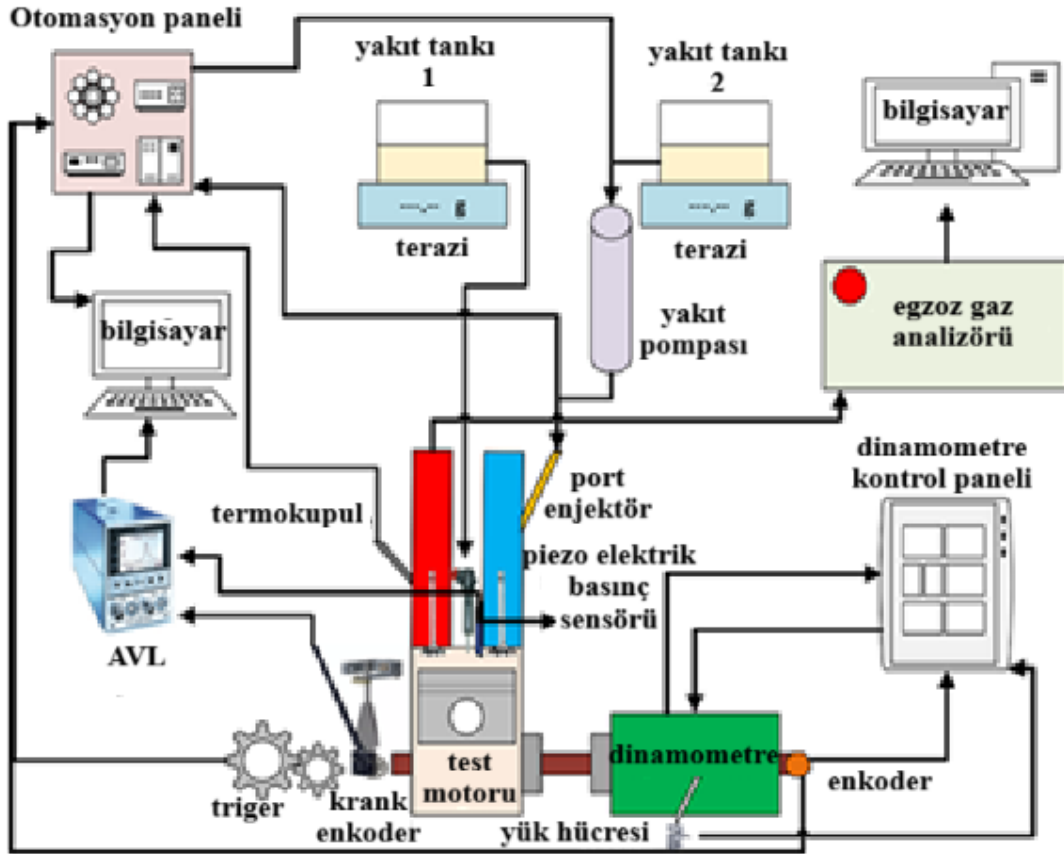 Otomasyon paneli
yakıt tankı
1
yakıt tankı
2
bilgisayar
terazi
terazi
egzoz gaz
analizörü
yakıt
pompası
bilgisayar
dinamometre
kontrol paneli
port
enjektör
termokupul
piezo elektrik
basınç
sensörü
AVL
dinamometre
test
motoru
enkoder
triger
krank
enkoder
yük hücresi